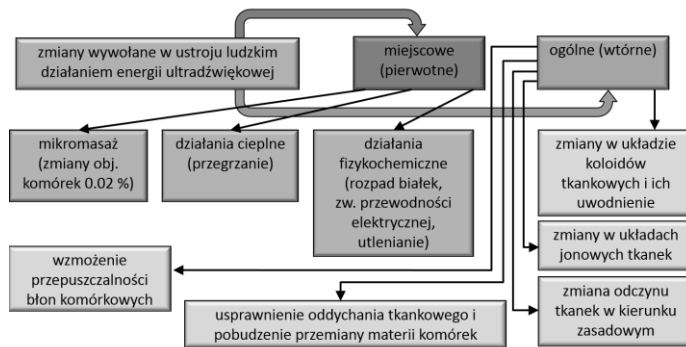 zmiany wywołane w ustroju ludzkim
działaniem energii ultradźwiękowej
miejscowe
(pierwotne)
ogólne (wtórne)
mikromasaż
(zmiany obj.
komórek 0.02 %)
działania cieplne
(przegrzanie)
działania
fizykochemiczne
(rozpad białek,
zw. przewodności
elektrycznej,
utlenianie)
zmiany w układzie
koloidów
tkankowych i ich
uwodnienie
wzmożenie
przepuszczalności
błon komórkowych
zmiany w układach
jonowych tkanek
usprawnienie oddychania tkankowego i
pobudzenie przemiany materii komórek
zmiana odczynu
tkanek w kierunku
zasadowym